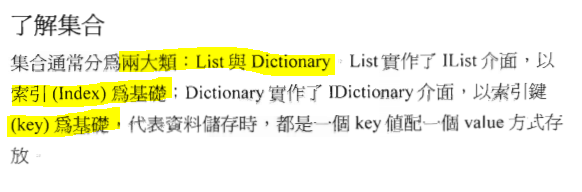 了解集合
集合通常分為兩大類：List 與 Dictionary。List 實作了 IList 介面，以
索引 (Index) 為基礎；Dictionary 實作了 IDictionary 介面，以索引鍵
(key) 為基礎，代表資料儲存時，都是一個 key 值配一個 value 方式存
放。